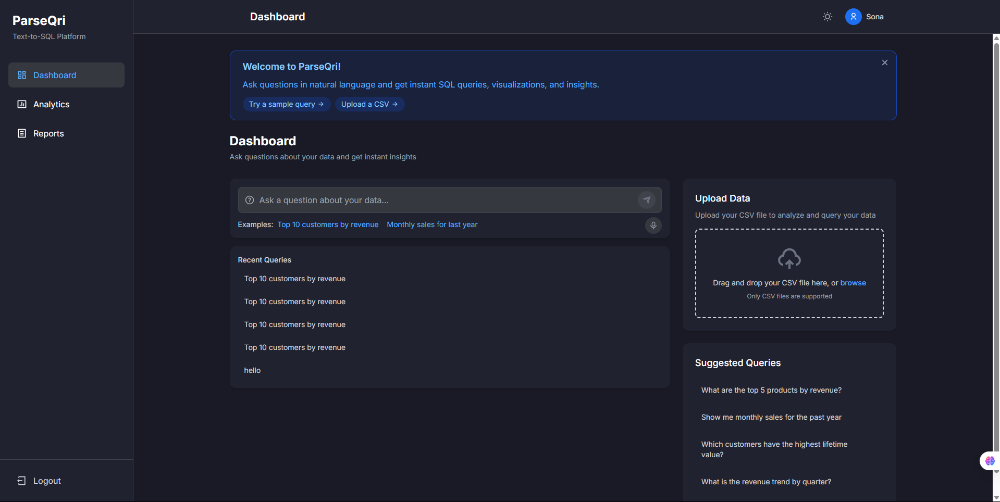 ParseQri
Text-to-SQL Platform
Dashboard
Analytics
Reports
Logout
Dashboard
Sona
Welcome to ParseQri!
Ask questions in natural language and get instant SQL queries, visualizations, and insights.
Try a sample query →
Upload a CSV →
Dashboard
Ask questions about your data and get instant insights
Ask a question about your data...
Examples: Top 10 customers by revenue Monthly sales for last year
Recent Queries
Top 10 customers by revenue
Top 10 customers by revenue
Top 10 customers by revenue
Top 10 customers by revenue
hello
Upload Data
Upload your CSV file to analyze and query your data
Drag and drop your CSV file here, or browse
Only CSV files are supported
Suggested Queries
What are the top 5 products by revenue?
Show me monthly sales for the past year
Which customers have the highest lifetime
value?
What is the revenue trend by quarter?